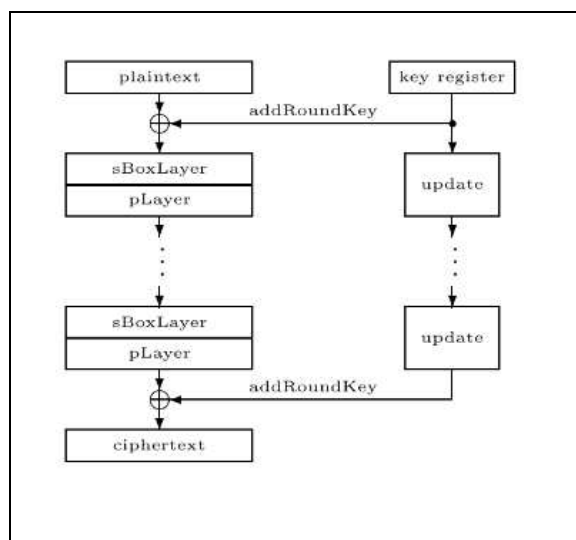 plaintext
key register
addRoundKey
sBoxLayer
pLayer
update
sBoxLayer
pLayer
update
addRoundKey
ciphertext